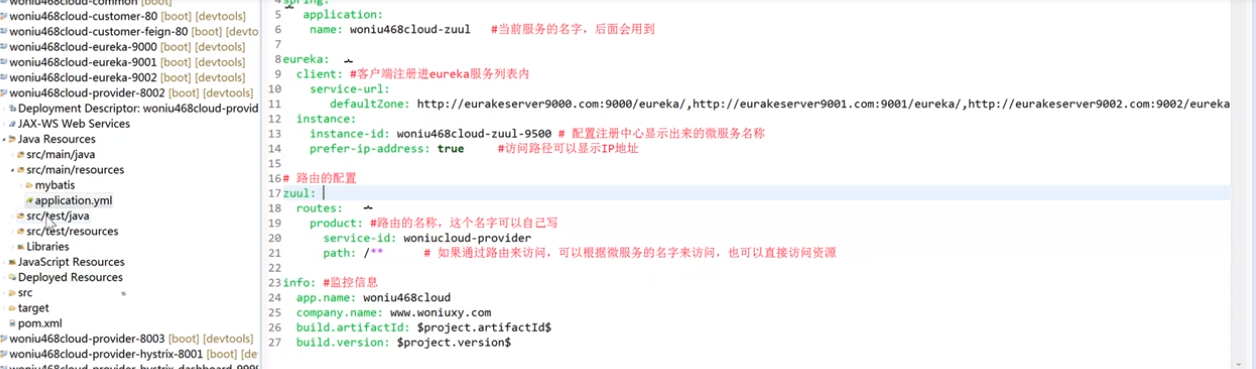 woniu468cloud-common [boot]
woniu468cloud-customer-80 [boot] [devtools]
woniu468cloud-customer-feign-80 [boot] [devto
woniu468cloud-eureka-9000 [boot] [devtools]
woniu468cloud-eureka-9001 [boot] [devtools]
woniu468cloud-eureka-9002 [boot] [devtools]
woniu468cloud-provider-8002 [boot] [devtools]
Deployment Descriptor: woniu468cloud-provid
JAX-WS Web Services
Java Resources
src/main/java
src/main/resources
mybatis
application.yml
src/test/java
src/test/resources
Libraries
JavaScript Resources
Deployed Resources
src
target
pom.xml
woniu468cloud-provider-8003 [boot] [devtools]
woniu468cloud-provider-hystrix-8001 [boot] [de
woniu468cloud-provider-hystrix-dashboard-999
4 spring:
5 application:
6 name: woniu468cloud-zuul #当前服务的名字，后面会用到
7
8 eureka:
9 client: #客户端注册进eureka服务列表内
10 service-url:
11 defaultZone: http://eurakeserver9000.com:9000/eureka/,http://eurakeserver9001.com:9001/eureka/,http://eurakeserver9002.com:9002/eureka
12 instance:
13 instance-id: woniu468cloud-zuul-9500 # 配置注册中心显示出来的微服务名称
14 prefer-ip-address: true #访问路径可以显示IP地址
15
16 # 路由的配置
17 zuul:
18 routes:
19 product: #路由的名称，这个名字可以自己写
20 service-id: woniucloud-provider
21 path: /** # 如果通过路由来访问，可以根据微服务的名字来访问，也可以直接访问资源
22
23 info: #监控信息
24 app.name: woniu468cloud
25 company.name: www.woniuxy.com
26 build.artifactId: $project.artifactId$
27 build.version: $project.version$